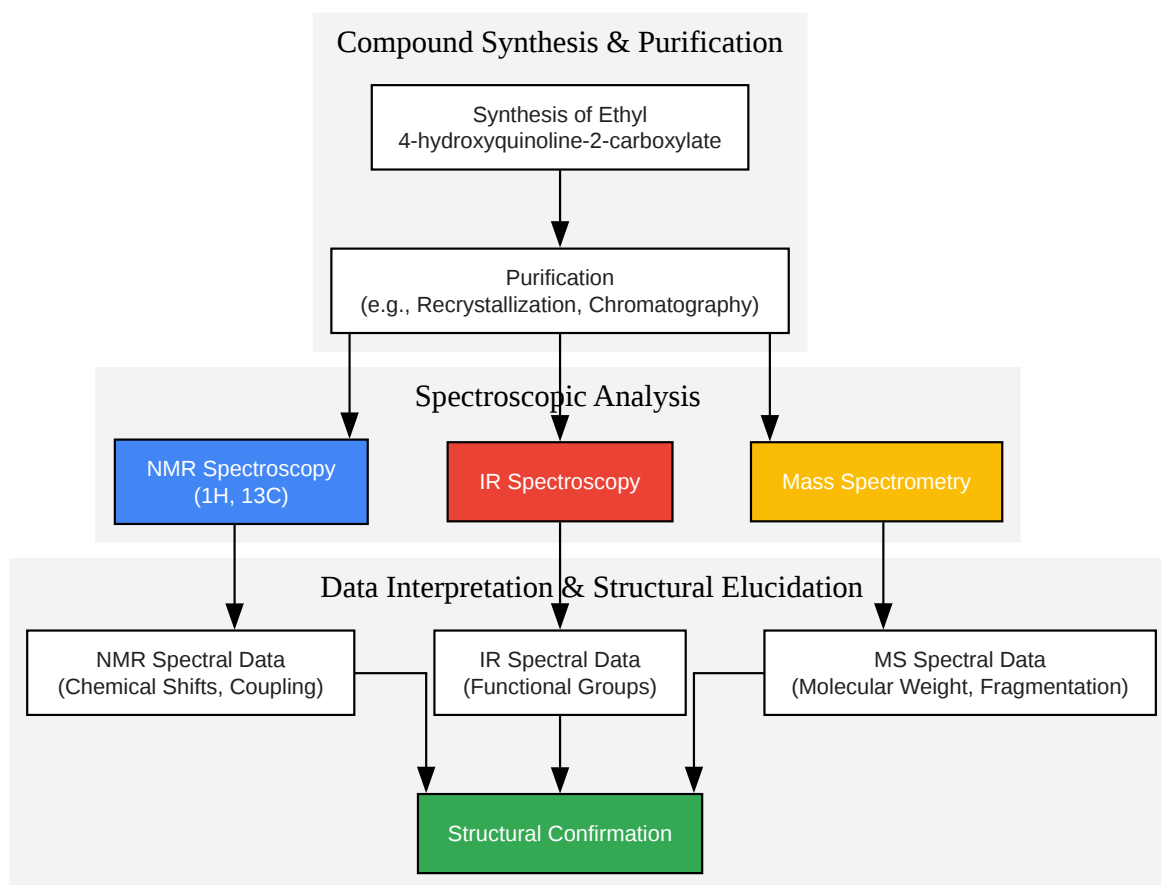 Compound Synthesis & Purification
Synthesis of Ethyl
4-hydroxyquinoline-2-carboxylate
Purification
(e.g., Recrystallization, Chromatography)
Spectroscopic Analysis
NMR Spectroscopy
(1H, 13C)
IR Spectroscopy
Mass Spectrometry
Data Interpretation & Structural Elucidation
NMR Spectral Data
(Chemical Shifts, Coupling)
IR Spectral Data
(Functional Groups)
MS Spectral Data
(Molecular Weight, Fragmentation)
Structural Confirmation